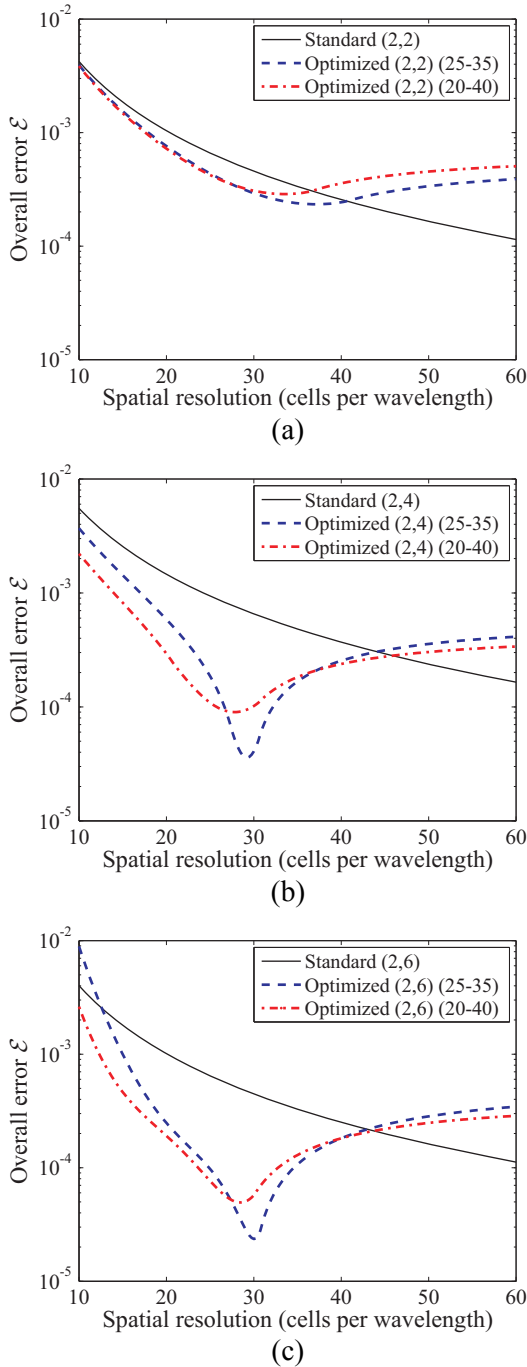 10⁻²
Standard (2,2)
Optimized (2,2) (25-35)
Optimized (2,2) (20-40)
10⁻³
Overall error ℰ
10⁻⁴
10⁻⁵
10 20 30 40 50 60
Spatial resolution (cells per wavelength)
(a)
10⁻²
Standard (2,4)
Optimized (2,4) (25-35)
Optimized (2,4) (20-40)
10⁻³
Overall error ℰ
10⁻⁴
10⁻⁵
10 20 30 40 50 60
Spatial resolution (cells per wavelength)
(b)
10⁻²
Standard (2,6)
Optimized (2,6) (25-35)
Optimized (2,6) (20-40)
10⁻³
Overall error ℰ
10⁻⁴
10⁻⁵
10 20 30 40 50 60
Spatial resolution (cells per wavelength)
(c)